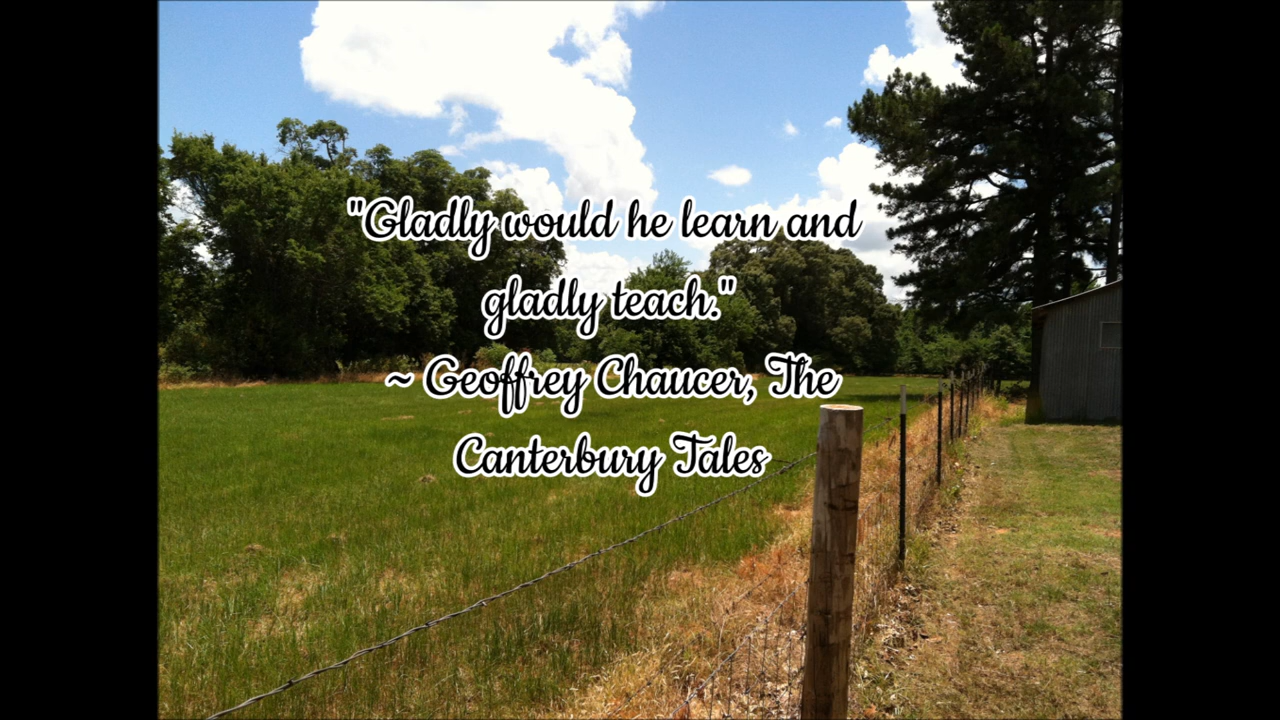 "Gladly would he learn and
gladly teach."
~ Geoffrey Chaucer, The
Canterbury Tales